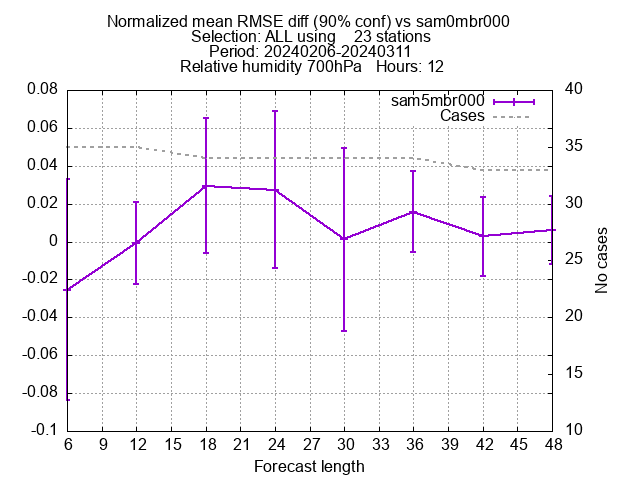 Normalized mean RMSE diff (90% conf) vs sam0mbr000
Selection: ALL using    23 stations
Period: 20240206-20240311
Relative humidity 700hPa   Hours: 12
sam5mbr000
Cases
0.08
0.06
0.04
0.02
0
-0.02
-0.04
-0.06
-0.08
-0.1
40
35
30
25
20
15
10
No cases
6 9 12 15 18 21 24 27 30 33 36 39 42 45 48
Forecast length